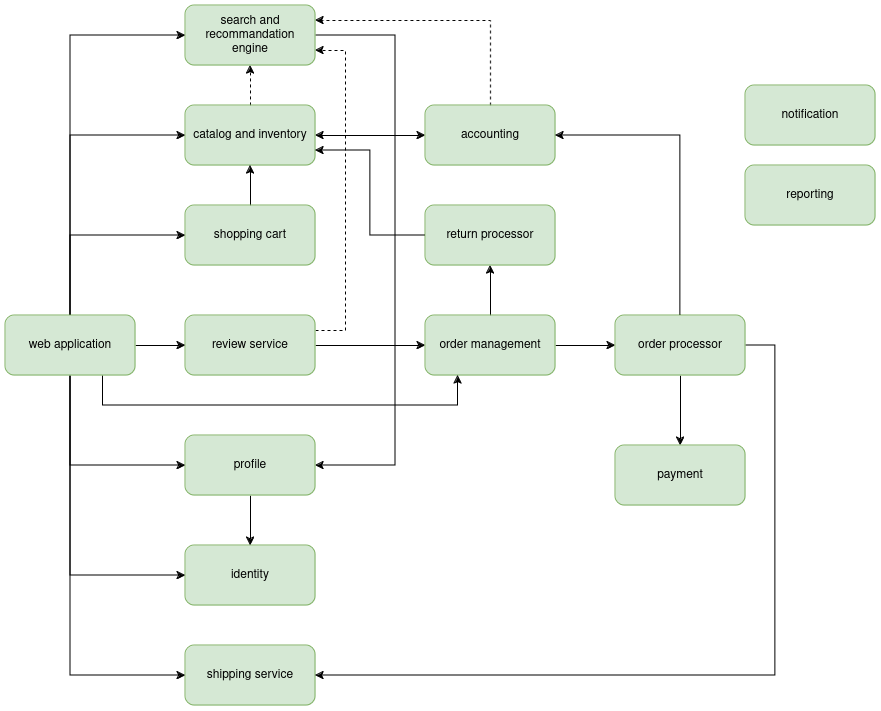 search and
recommandation
engine
catalog and inventory
accounting
notification
reporting
shopping cart
return processor
web application
review service
order management
order processor
profile
payment
identity
shipping service